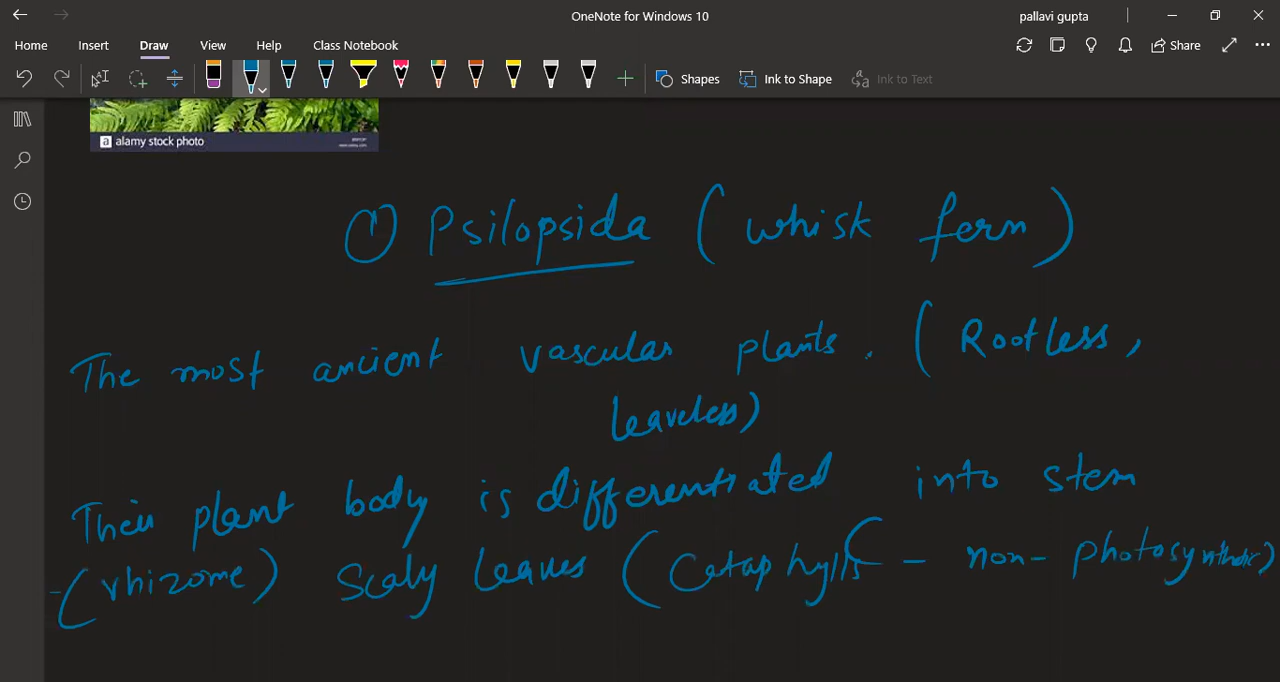 OneNote for Windows 10
pallavi gupta
Home Insert Draw View Help Class Notebook
Share
Shapes Ink to Shape Ink to Text
a alamy stock photo
① Psilopsida (whisk fern)
The most ancient vascular plants. (Rootless,
leaveless)
Their plant body is differentiated into stem
(rhizome) Scaly leaves (Cataphylls - non-photosynthetic)